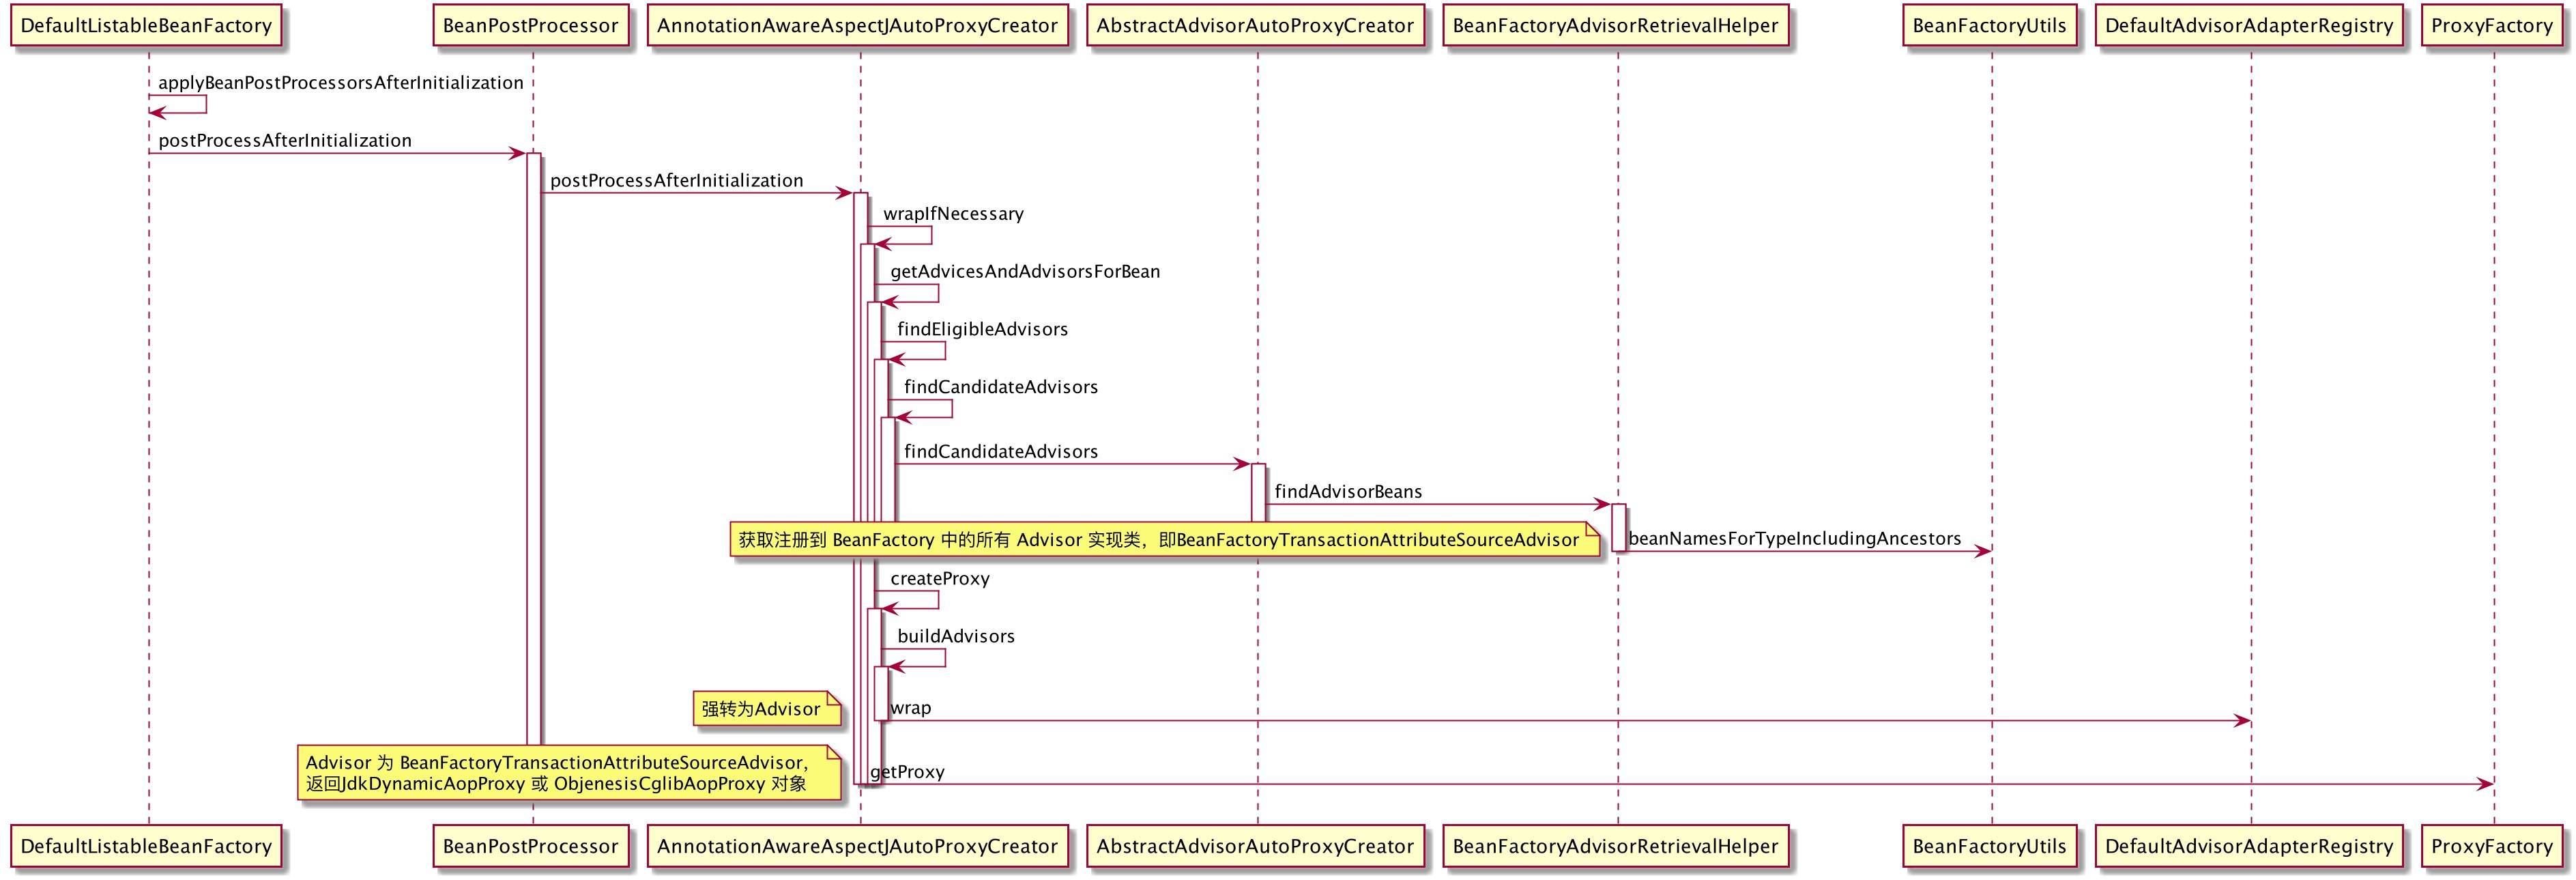 DefaultListableBeanFactory
BeanPostProcessor
AnnotationAwareAspectJAutoProxyCreator
AbstractAdvisorAutoProxyCreator
BeanFactoryAdvisorRetrievalHelper
BeanFactoryUtils
DefaultAdvisorAdapterRegistry
ProxyFactory
applyBeanPostProcessorsAfterInitialization
postProcessAfterInitialization
postProcessAfterInitialization
wrapIfNecessary
getAdvicesAndAdvisorsForBean
findEligibleAdvisors
findCandidateAdvisors
findCandidateAdvisors
findAdvisorBeans
获取注册到 BeanFactory 中的所有 Advisor 实现类，即BeanFactoryTransactionAttributeSourceAdvisor
beanNamesForTypeIncludingAncestors
createProxy
buildAdvisors
强转为Advisor
wrap
Advisor 为 BeanFactoryTransactionAttributeSourceAdvisor，
返回JdkDynamicAopProxy 或 ObjenesisCglibAopProxy 对象
getProxy
DefaultListableBeanFactory
BeanPostProcessor
AnnotationAwareAspectJAutoProxyCreator
AbstractAdvisorAutoProxyCreator
BeanFactoryAdvisorRetrievalHelper
BeanFactoryUtils
DefaultAdvisorAdapterRegistry
ProxyFactory